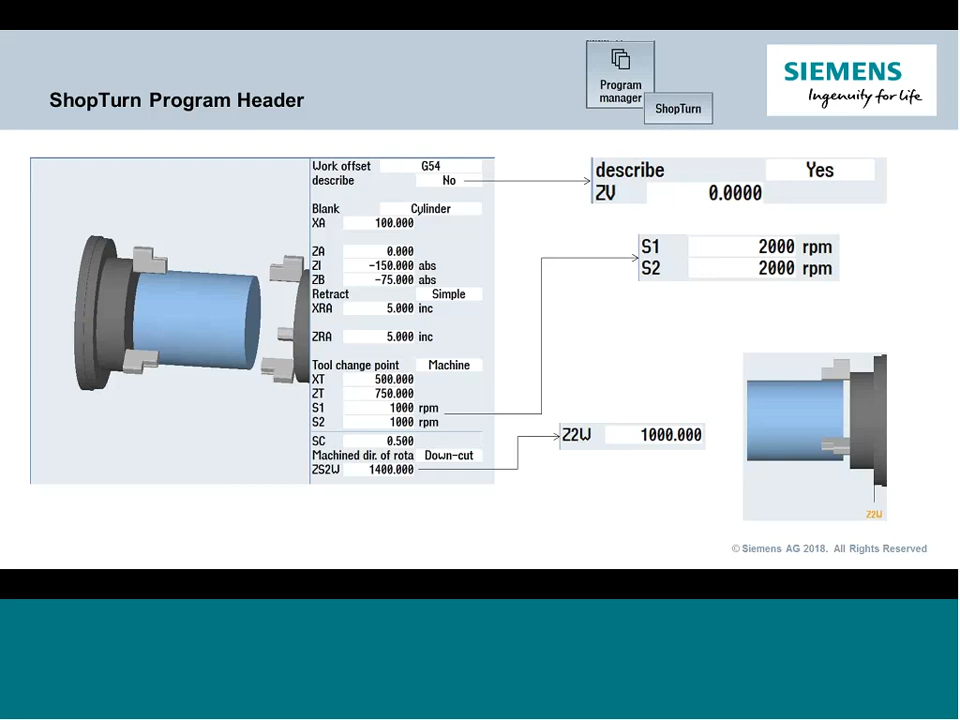 Program
manager
ShopTurn
SIEMENS
Ingenuity for life
ShopTurn Program Header
Work offset G54
describe No
Blank Cylinder
XA 100.000
ZA 0.000
ZI -150.000 abs
ZB -75.000 abs
Retract Simple
XRA 5.000 inc
ZRA 5.000 inc
Tool change point Machine
XT 500.000
ZT 750.000
S1 1000 rpm
S2 1000 rpm
SC 0.500
Machined dir. of rota Down-cut
ZS2W 1400.000
describe Yes
ZV 0.0000
S1 2000 rpm
S2 2000 rpm
Z2W 1000.000
Z2W
© Siemens AG 2018. All Rights Reserved